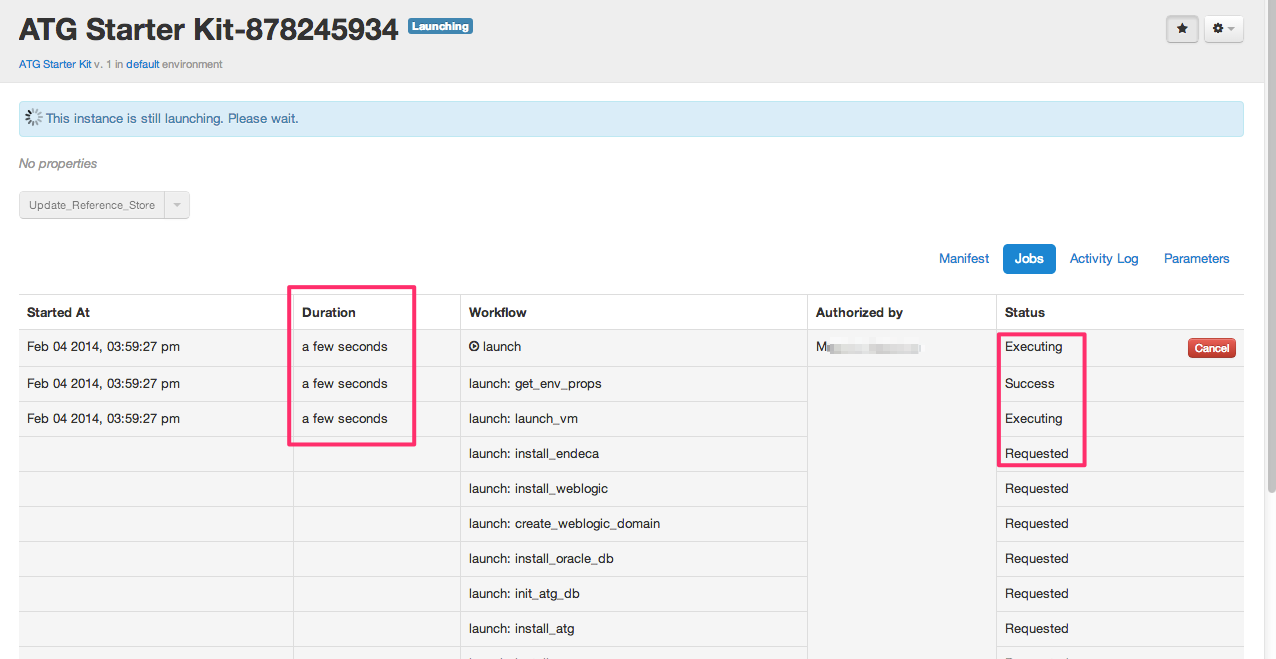 ATG Starter Kit-878245934 Launching
ATG Starter Kit v. 1 in default environment
This instance is still launching. Please wait.
No properties
Update_Reference_Store
Manifest Jobs Activity Log Parameters
Started At Duration Workflow Authorized by Status
Feb 04 2014, 03:59:27 pm a few seconds launch Executing Cancel
Feb 04 2014, 03:59:27 pm a few seconds launch: get_env_props Success
Feb 04 2014, 03:59:27 pm a few seconds launch: launch_vm Executing
launch: install_endeca Requested
launch: install_weblogic Requested
launch: create_weblogic_domain Requested
launch: install_oracle_db Requested
launch: init_atg_db Requested
launch: install_atg Requested